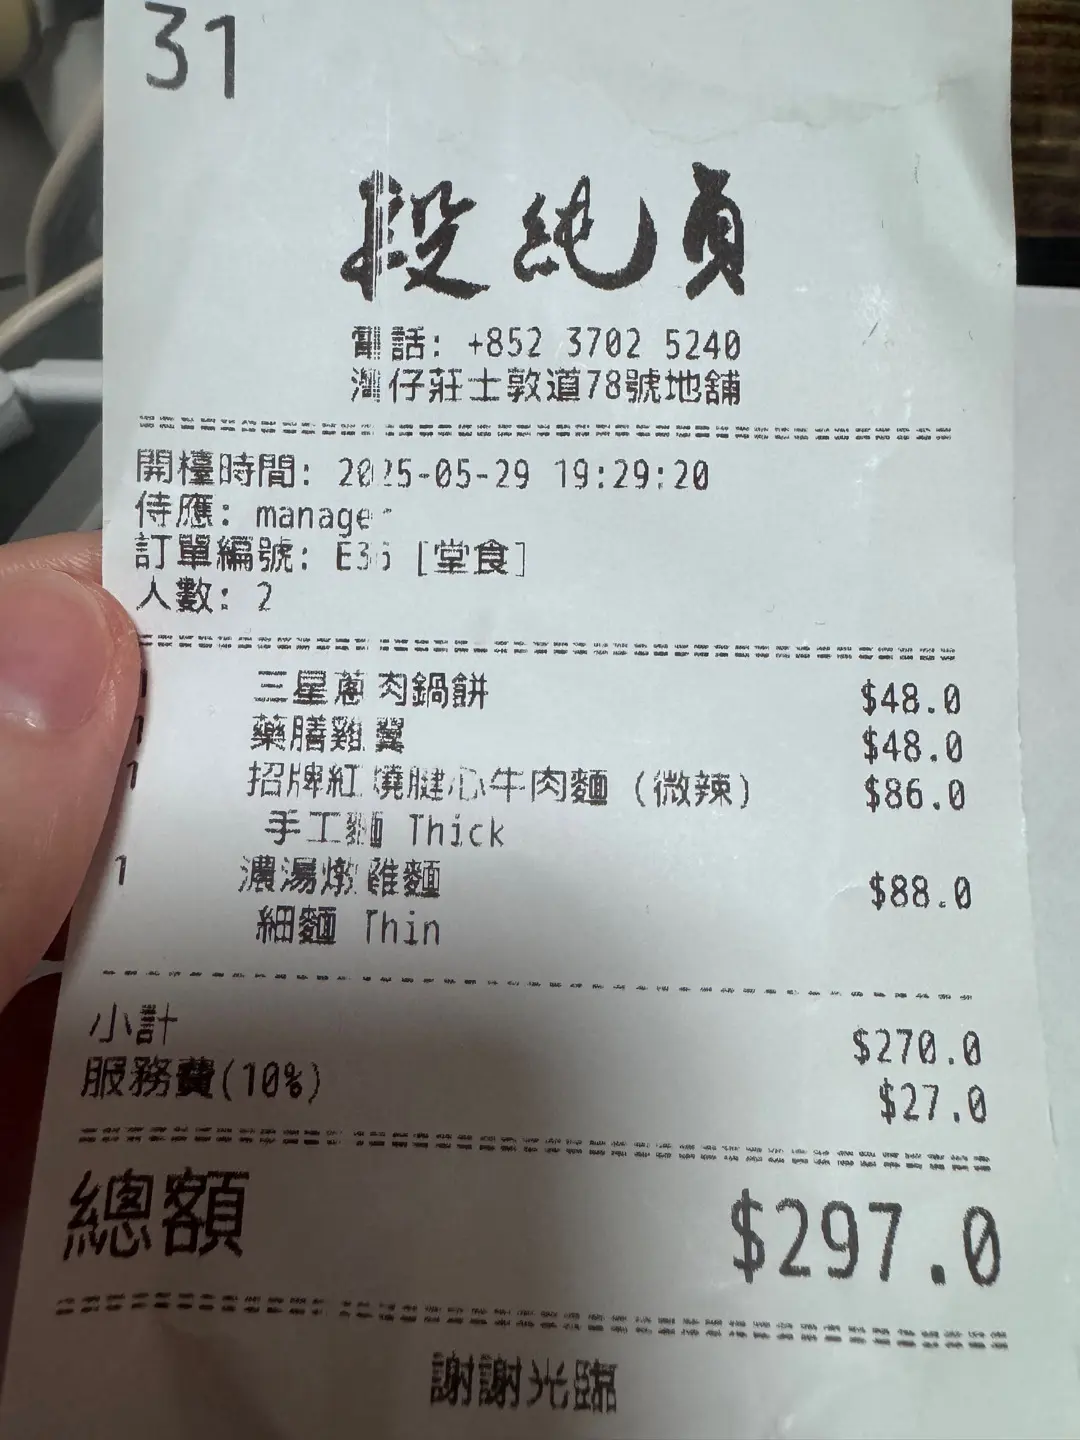 31
段純貞
電話: +852 3702 5240
灣仔莊士敦道78號地舖
開檯時間: 2025-05-29 19:29:20
侍應: manager
訂單編號: E36 [堂食]
人數: 2
1 三星蔥肉鍋餅 $48.0
1 藥膳雞翼 $48.0
1 招牌紅燒腱心牛肉麵 (微辣) $86.0
手工麵 Thick
1 濃湯燉雞麵 $88.0
細麵 Thin
小計 $270.0
服務費(10%) $27.0
總額 $297.0
謝謝光臨